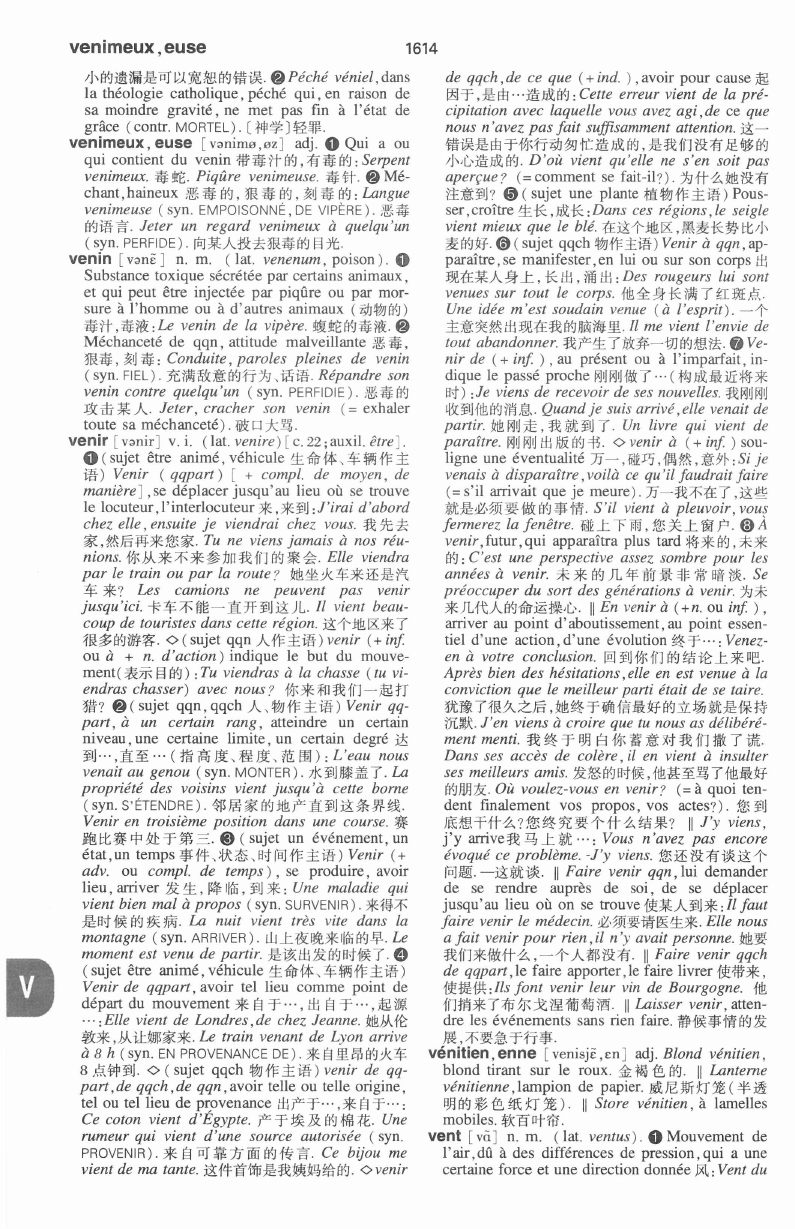 venimeux, euse
1614
小的遗漏是可以宽恕的错误. ❷ Péché véniel, dans
la théologie catholique, péché qui, en raison de
sa moindre gravité, ne met pas fin à l'état de
grâce (contr. MORTEL). [神学]轻罪.
venimeux, euse [vənimø, øz] adj. ❶ Qui a ou
qui contient du venin 带毒汁的,有毒的: Serpent
venimeux. 毒蛇. Piqûre venimeuse. 毒针. ❷ Mé-
chant, haineux 恶毒的, 狠毒的, 刻毒的: Langue
venimeuse (syn. EMPOISONNÉ, DE VIPÈRE). 恶毒
的语言. Jeter un regard venimeux à quelqu'un
(syn. PERFIDE). 向某人投去狠毒的目光.
venin [vənɛ̃] n. m. (lat. venenum, poison). ❶
Substance toxique sécrétée par certains animaux,
et qui peut être injectée par piqûre ou par mor-
sure à l'homme ou à d'autres animaux (动物的)
毒汁,毒液: Le venin de la vipère. 蝮蛇的毒液. ❷
Méchanceté de qqn, attitude malveillante 恶毒,
狠毒, 刻毒: Conduite, paroles pleines de venin
(syn. FIEL). 充满敌意的行为、话语. Répandre son
venin contre quelqu'un (syn. PERFIDIE). 恶毒的
攻击某人. Jeter, cracher son venin (= exhaler
toute sa méchanceté). 破口大骂.
venir [vənir] v. i. (lat. venire) [c. 22; auxil. être].
❶ (sujet être animé, véhicule 生命体、车辆作主
语) Venir (qqpart) [ + compl. de moyen, de
manière], se déplacer jusqu'au lieu où se trouve
le locuteur, l'interlocuteur 来,来到: J'irai d'abord
chez elle, ensuite je viendrai chez vous. 我先去她
家,然后再来您家. Tu ne viens jamais à nos réu-
nions. 你从来不来参加我们的聚会. Elle viendra
par le train ou par la route? 她坐火车来还是汽
车来? Les camions ne peuvent pas venir
jusqu'ici. 卡车不能一直开到这儿. Il vient beau-
coup de touristes dans cette région. 这个地区来了
很多的游客. ◇ (sujet qqn 人作主语) venir (+ inf.
ou à + n. d'action) indique le but du mouve-
ment(表示目的): Tu viendras à la chasse (tu vi-
endras chasser) avec nous? 你来和我们一起打
猎? ❷ (sujet qqn, qqch 人、物作主语) Venir qq-
part, à un certain rang, atteindre un certain
niveau, une certaine limite, un certain degré 达
到…,直至…(指高度、程度、范围): L'eau nous
venait au genou (syn. MONTER). 水到膝盖了. La
propriété des voisins vient jusqu'à cette borne
(syn. S'ÉTENDRE). 邻居家的地产直到这条界线.
Venir en troisième position dans une course. 赛
跑比赛中处于第三. ❸ (sujet un événement, un
état, un temps 事件、状态、时间作主语) Venir (+
adv. ou compl. de temps), se produire, avoir
lieu, arriver 发生, 降临, 到来: Une maladie qui
vient bien mal à propos (syn. SURVENIR). 来得不
是时候的疾病. La nuit vient très vite dans la
montagne (syn. ARRIVER). 山上夜晚来临的早. Le
moment est venu de partir. 是该出发的时候了. ❹
(sujet être animé, véhicule 生命体、车辆作主语)
Venir de qqpart, avoir tel lieu comme point de
départ du mouvement 来自于…,出自于…,起源
…: Elle vient de Londres, de chez Jeanne. 她从伦
敦来,从让娜家来. Le train venant de Lyon arrive
à 8 h (syn. EN PROVENANCE DE). 来自里昂的火车
8点钟到. ◇ (sujet qqch 物作主语) venir de qq-
part, de qqch, de qqn, avoir telle ou telle origine,
tel ou tel lieu de provenance 出产于…,来自于…:
Ce coton vient d'Égypte. 产于埃及的棉花. Une
rumeur qui vient d'une source autorisée (syn.
PROVENIR). 来自可靠方面的传言. Ce bijou me
vient de ma tante. 这件首饰是我姨妈给的. ◇ venir
de qqch, de ce que (+ ind. ), avoir pour cause 起
因于,是由…造成的: Cette erreur vient de la pré-
cipitation avec laquelle vous avez agi, de ce que
nous n'avez pas fait suffisamment attention. 这一
错误是由于你行动匆忙造成的,是我们没有足够的
小心造成的. D'où vient qu'elle ne s'en soit pas
aperçue? (= comment se fait-il?). 为什么她没有
注意到? ❺ (sujet une plante 植物作主语) Pous-
ser, croître 生长,成长: Dans ces régions, le seigle
vient mieux que le blé. 在这个地区,黑麦长势比小
麦的好. ❻ (sujet qqch 物作主语) Venir à qqn, ap-
paraître, se manifester, en lui ou sur son corps 出
现在某人身上,长出,涌出: Des rougeurs lui sont
venues sur tout le corps. 他全身长满了红斑点.
Une idée m'est soudain venue (à l'esprit). 一个
主意突然出现在我的脑海里. Il me vient l'envie de
tout abandonner. 我产生了放弃一切的想法. ❼ Ve-
nir de (+ inf. ), au présent ou à l'imparfait, in-
dique le passé proche 刚刚做了…(构成最近将来
时): Je viens de recevoir de ses nouvelles. 我刚刚
收到他的消息. Quand je suis arrivé, elle venait de
partir. 她刚走,我就到了. Un livre qui vient de
paraître. 刚刚出版的书. ◇ venir à (+ inf. ) sou-
ligne une éventualité 万一,碰巧,偶然,意外: Si je
venais à disparaître, voilà ce qu'il faudrait faire
(= s'il arrivait que je meure). 万一我不在了,这些
就是必须要做的事情. S'il vient à pleuvoir, vous
fermerez la fenêtre. 碰上下雨,您关上窗户. ❽ À
venir, futur, qui apparaîtra plus tard 将来的,未来
的: C'est une perspective assez sombre pour les
années à venir. 未来的几年前景非常暗淡. Se
préoccuper du sort des générations à venir. 为未
来几代人的命运操心. ‖ En venir à (+ n. ou inf. ),
arriver au point d'aboutissement, au point essen-
tiel d'une action, d'une évolution 终于…: Venez-
en à votre conclusion. 回到你们的结论上来吧.
Après bien des hésitations, elle en est venue à la
conviction que le meilleur parti était de se taire.
犹豫了很久之后,她终于确信最好的立场就是保持
沉默. J'en viens à croire que tu nous as délibéré-
ment menti. 我终于明白你蓄意对我们撒了谎.
Dans ses accès de colère, il en vient à insulter
ses meilleurs amis. 发怒的时候,他甚至骂了他最好
的朋友. Où voulez-vous en venir? (= à quoi ten-
dent finalement vos propos, vos actes?). 您到
底想干什么?您终究要个什么结果? ‖ J'y viens,
j'y arrive 我马上就…: Vous n'avez pas encore
évoqué ce problème. -J'y viens. 您还没有谈这个
问题. —这就谈. ‖ Faire venir qqn, lui demander
de se rendre auprès de soi, de se déplacer
jusqu'au lieu où on se trouve 使某人到来: Il faut
faire venir le médecin. 必须要请医生来. Elle nous
a fait venir pour rien, il n'y avait personne. 她要
我们来做什么,一个人都没有. ‖ Faire venir qqch
de qqpart, le faire apporter, le faire livrer 使带来,
使提供: Ils font venir leur vin de Bourgogne. 他
们捎来了布尔戈涅葡萄酒. ‖ Laisser venir, atten-
dre les événements sans rien faire. 静候事情的发
展,不要急于行事.
vénitien, enne [venisjɛ̃, ɛn] adj. Blond vénitien,
blond tirant sur le roux. 金褐色的. ‖ Lanterne
vénitienne, lampion de papier. 威尼斯灯笼(半透
明的彩色纸灯笼). ‖ Store vénitien, à lamelles
mobiles. 软百叶帘.
vent [vɑ̃] n. m. (lat. ventus). ❶ Mouvement de
l'air, dû à des différences de pression, qui a une
certaine force et une direction donnée 风: Vent du
V